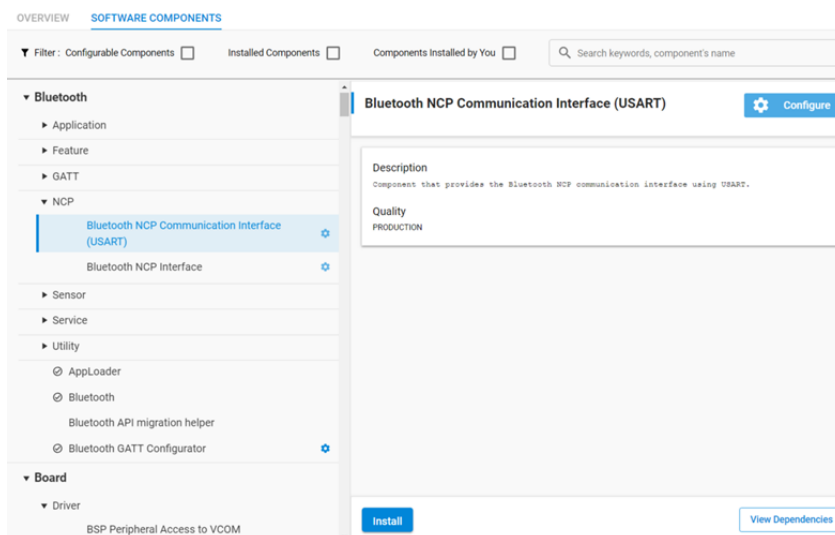 OVERVIEW SOFTWARE COMPONENTS
Filter : Configurable Components Installed Components Components Installed by You Search keywords, component's name
Bluetooth
Application
Feature
GATT
NCP
Bluetooth NCP Communication Interface
(USART)
Bluetooth NCP Interface
Sensor
Service
Utility
AppLoader
Bluetooth
Bluetooth API migration helper
Bluetooth GATT Configurator
Board
Driver
BSP Peripheral Access to VCOM
Bluetooth NCP Communication Interface (USART) Configure
Description
Component that provides the Bluetooth NCP communication interface using USART.
Quality
PRODUCTION
Install View Dependencies